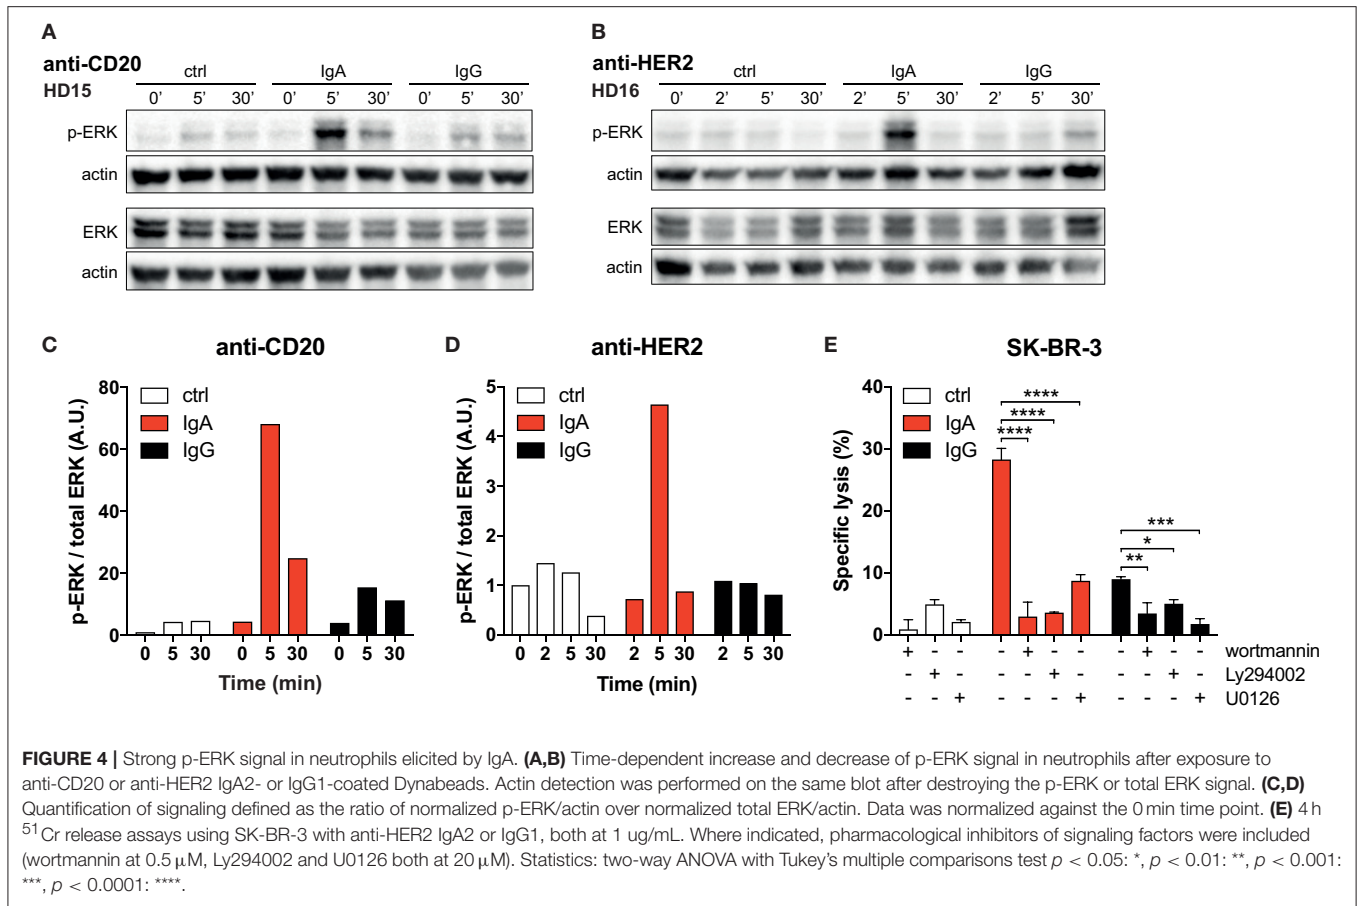 A
anti-CD20
HD15
ctrl IgA IgG
0’ 5’ 30’ 0’ 5’ 30’ 0’ 5’ 30’
p-ERK
actin
ERK
actin
B
anti-HER2
HD16
ctrl IgA IgG
0’ 2’ 5’ 30’ 2’ 5’ 30’ 2’ 5’ 30’
p-ERK
actin
ERK
actin
C
anti-CD20
p-ERK / total ERK (A.U.)
80
60
40
20
0
ctrl
IgA
IgG
0 5 30 0 5 30 0 5 30
Time (min)
D
anti-HER2
p-ERK / total ERK (A.U.)
5
4
3
2
1
0
ctrl
IgA
IgG
0 2 5 30 2 5 30 2 5 30
Time (min)
E
SK-BR-3
Specific lysis (%)
40
30
20
10
0
ctrl
IgA
IgG
****
****
****
***
*
**
+ - - - + - - - + - - wortmannin
- + - - - + - - - + - Ly294002
- - + - - - + - - - + U0126
FIGURE 4 | Strong p-ERK signal in neutrophils elicited by IgA. (A,B) Time-dependent increase and decrease of p-ERK signal in neutrophils after exposure to
anti-CD20 or anti-HER2 IgA2- or IgG1-coated Dynabeads. Actin detection was performed on the same blot after destroying the p-ERK or total ERK signal. (C,D)
Quantification of signaling defined as the ratio of normalized p-ERK/actin over normalized total ERK/actin. Data was normalized against the 0 min time point. (E) 4 h
51Cr release assays using SK-BR-3 with anti-HER2 IgA2 or IgG1, both at 1 ug/mL. Where indicated, pharmacological inhibitors of signaling factors were included
(wortmannin at 0.5 μM, Ly294002 and U0126 both at 20 μM). Statistics: two-way ANOVA with Tukey’s multiple comparisons test p < 0.05: *, p < 0.01: **, p < 0.001:
***, p < 0.0001: ****.